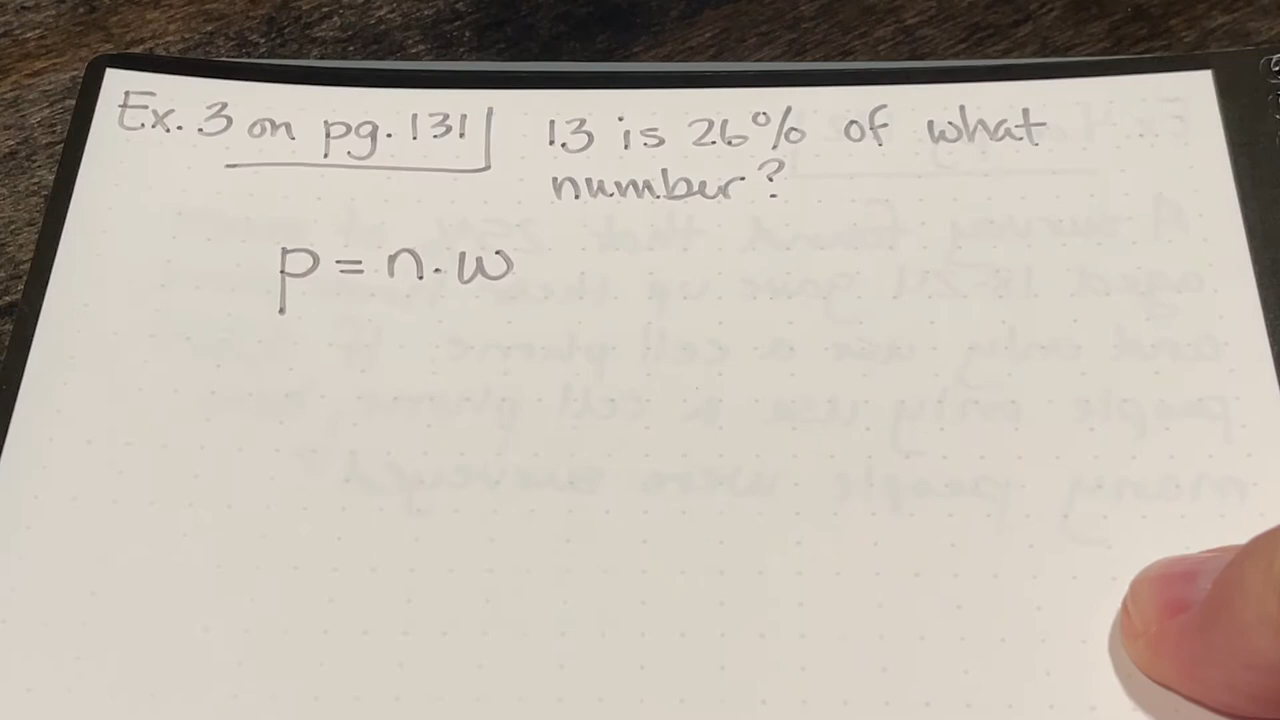 Ex. 3 on pg. 131 13 is 26% of what
number?
p = n · w